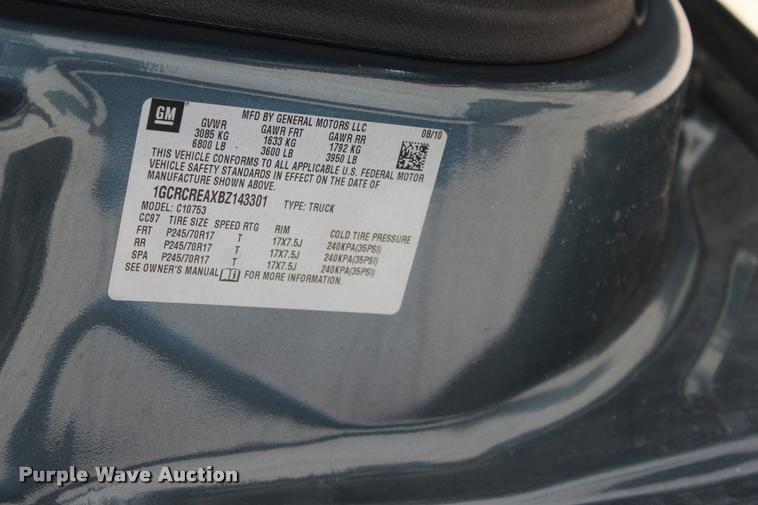 GM
MFD BY GENERAL MOTORS LLC
08/10
GVWR GAWR FRT GAWR RR
3085 KG 1633 KG 1792 KG
6800 LB 3600 LB 3950 LB
THIS VEHICLE CONFORMS TO ALL APPLICABLE U.S. FEDERAL MOTOR
VEHICLE SAFETY STANDARDS IN EFFECT ON THE DATE OF
MANUFACTURE SHOWN ABOVE.
1GCRCREAXBZ143301 TYPE: TRUCK
MODEL: C10753
CC97 TIRE SIZE SPEED RTG RIM COLD TIRE PRESSURE
FRT P245/70R17 T 17X7.5J 240KPA(35PSI)
RR P245/70R17 T 17X7.5J 240KPA(35PSI)
SPA P245/70R17 T 17X7.5J 240KPA(35PSI)
SEE OWNER'S MANUAL FOR MORE INFORMATION.
Purple Wave Auction